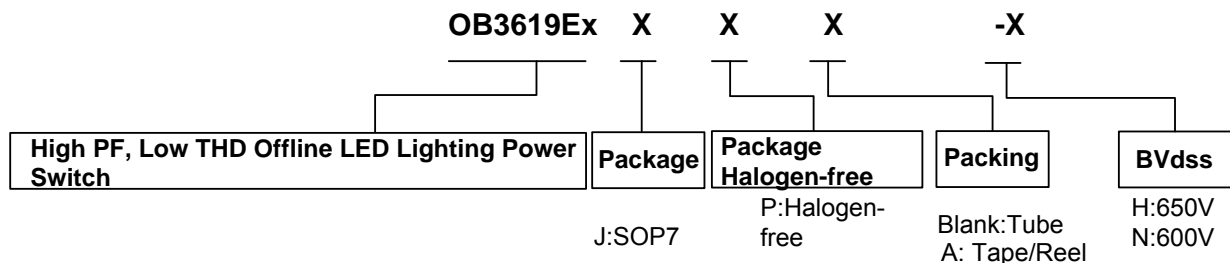 OB3619Ex X X X -X
High PF, Low THD Offline LED Lighting Power
Switch
Package
Package
Halogen-free
Packing
BVdss
J:SOP7
P:Halogen-
free
Blank:Tube
A: Tape/Reel
H:650V
N:600V